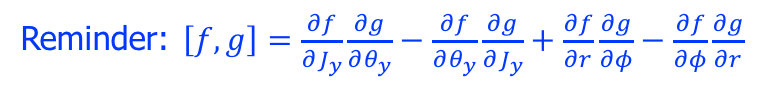 Reminder: [f, g] = ∂f/∂J_y ∂g/∂θ_y − ∂f/∂θ_y ∂g/∂J_y + ∂f/∂r ∂g/∂ϕ − ∂f/∂ϕ ∂g/∂r